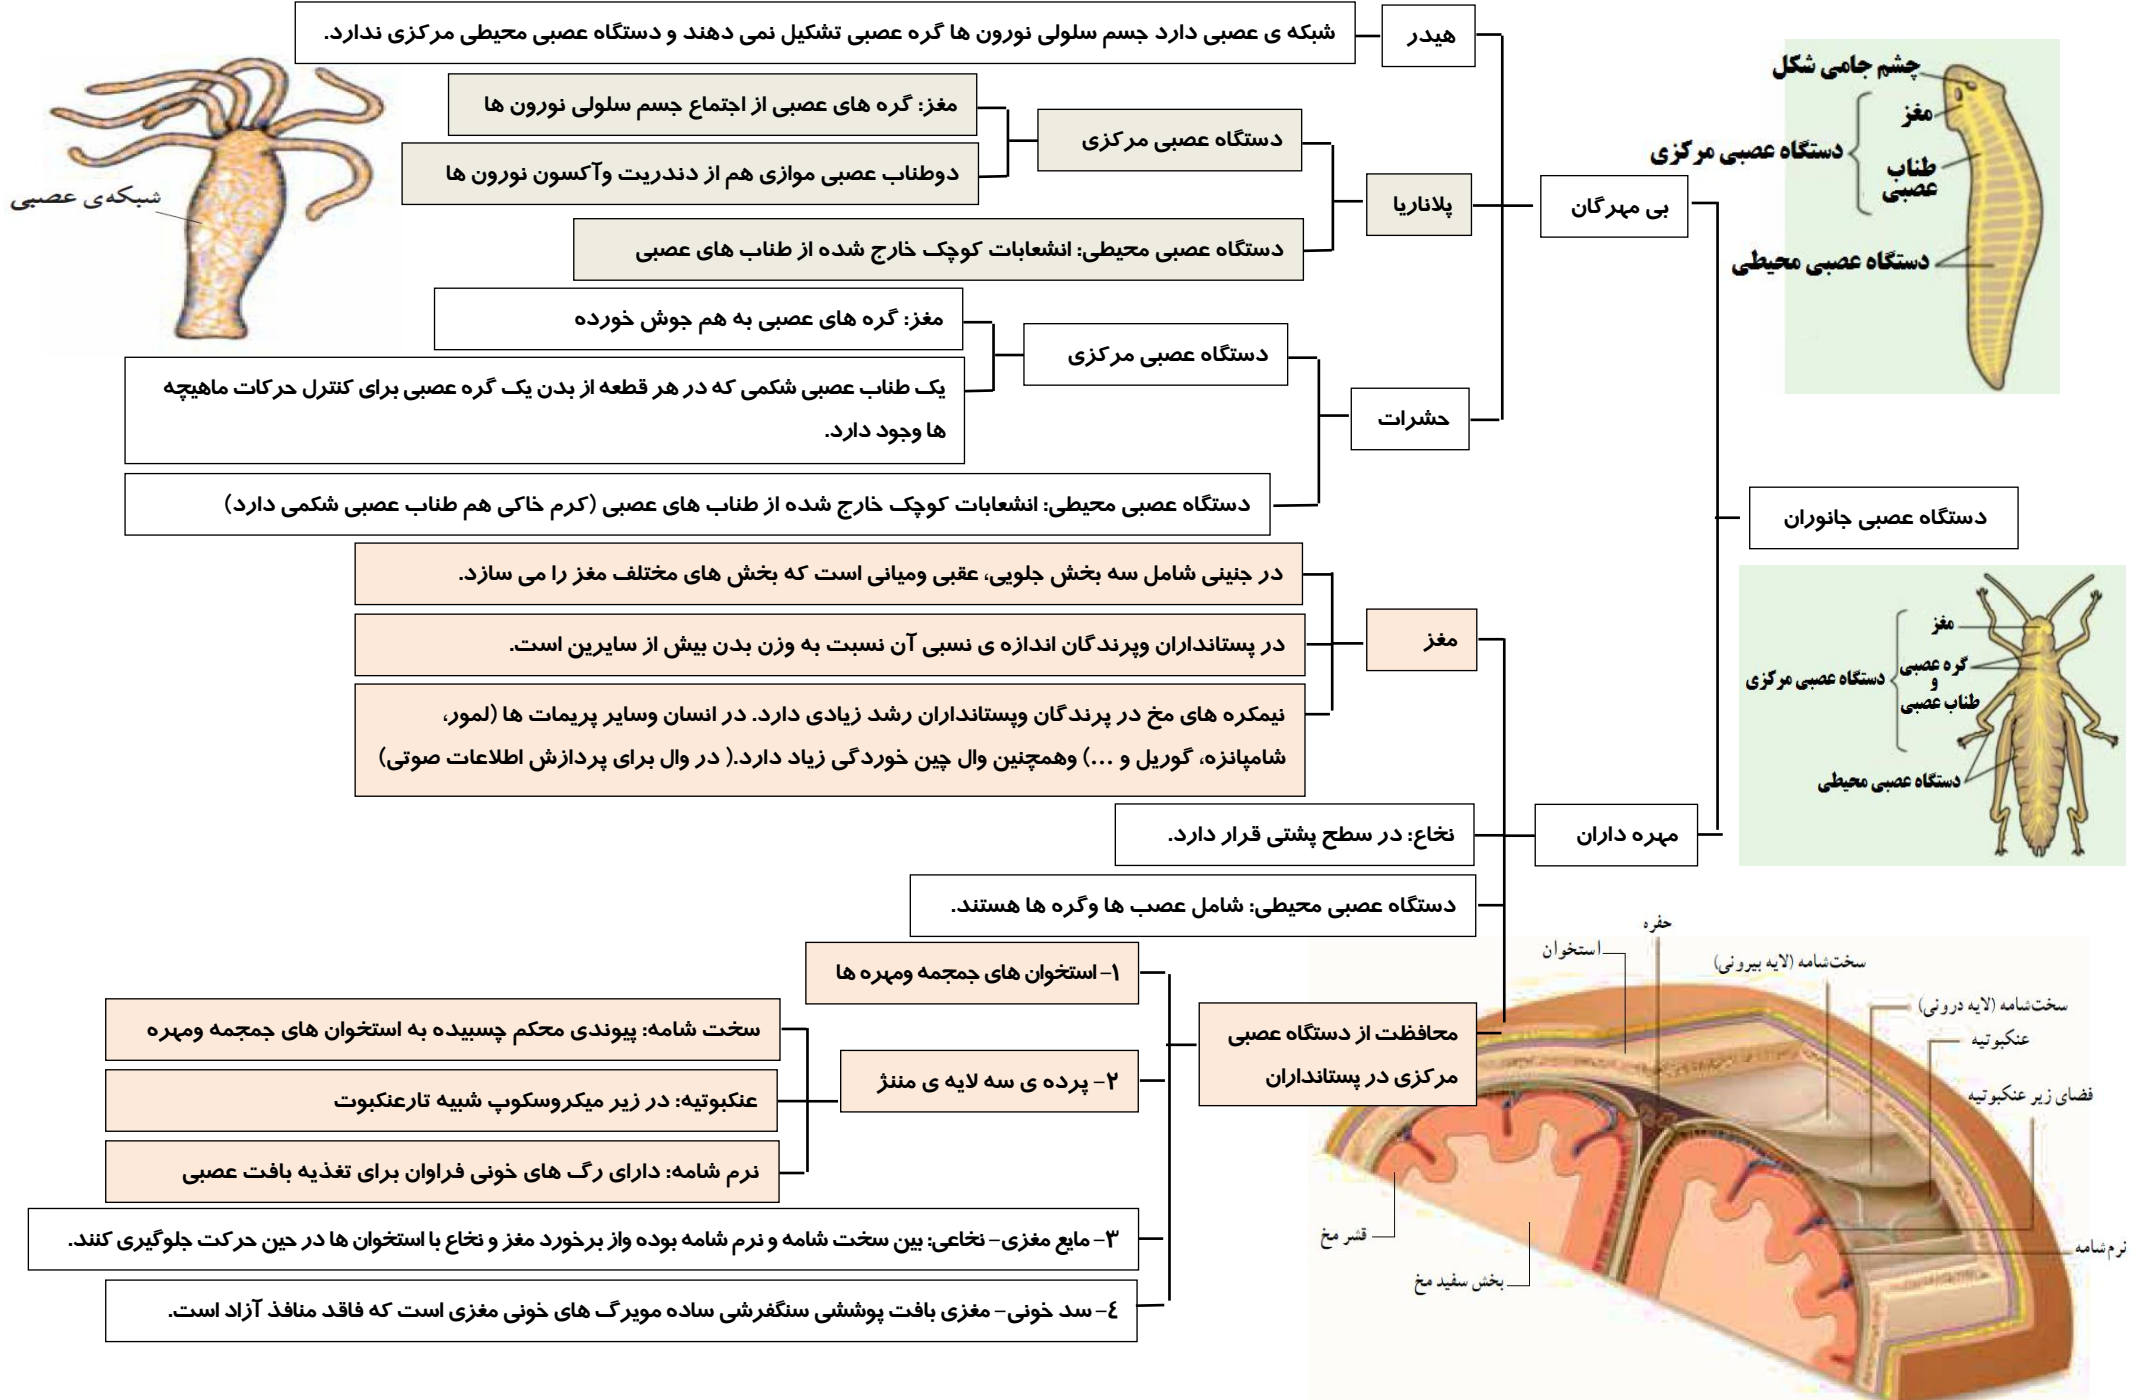 دستگاه عصبی جانوران
بی مهرگان
هیدر
شبکه ی عصبی دارد جسم سلولی نورون ها گره عصبی تشکیل نمی دهند و دستگاه عصبی محیطی مرکزی ندارد.
پلاناریا
دستگاه عصبی مرکزی
مغز: گره های عصبی از اجتماع جسم سلولی نورون ها
دوطناب عصبی موازی هم از دندریت وآکسون نورون ها
دستگاه عصبی محیطی: انشعابات کوچک خارج شده از طناب های عصبی
حشرات
دستگاه عصبی مرکزی
مغز: گره های عصبی به هم جوش خورده
یک طناب عصبی شکمی که در هر قطعه از بدن یک گره عصبی برای کنترل حرکات ماهیچه
ها وجود دارد.
دستگاه عصبی محیطی: انشعابات کوچک خارج شده از طناب های عصبی (کرم خاکی هم طناب عصبی شکمی دارد)
مهره داران
مغز
در جنینی شامل سه بخش جلویی، عقبی ومیانی است که بخش های مختلف مغز را می سازد.
در پستانداران وپرندگان اندازه ی نسبی آن نسبت به وزن بدن بیش از سایرین است.
نیمکره های مخ در پرندگان وپستانداران رشد زیادی دارد. در انسان وسایر پریمات ها (لمور،
شامپانزه، گوریل و ...) وهمچنین وال چین خوردگی زیاد دارد.( در وال برای پردازش اطلاعات صوتی)
نخاع: در سطح پشتی قرار دارد.
دستگاه عصبی محیطی: شامل عصب ها وگره ها هستند.
محافظت از دستگاه عصبی
مرکزی در پستانداران
۱- استخوان های جمجمه ومهره ها
۲- پرده ی سه لایه ی مننژ
سخت شامه: پیوندی محکم چسبیده به استخوان های جمجمه ومهره
عنکبوتیه: در زیر میکروسکوپ شبیه تارعنکبوت
نرم شامه: دارای رگ های خونی فراوان برای تغذیه بافت عصبی
۳- مایع مغزی- نخاعی: بین سخت شامه و نرم شامه بوده واز برخورد مغز و نخاع با استخوان ها در حین حرکت جلوگیری کنند.
٤- سد خونی- مغزی بافت پوششی سنگفرشی ساده مویرگ های خونی مغزی است که فاقد منافذ آزاد است.
شبکه‌ی عصبی
چشم جامی شکل
مغز
دستگاه عصبی مرکزی
طناب
عصبی
دستگاه عصبی محیطی
مغز
گره عصبی
و
طناب عصبی
دستگاه عصبی مرکزی
دستگاه عصبی محیطی
حفره
استخوان
سخت‌شامه (لایه بیرونی)
سخت‌شامه (لایه درونی)
عنکبوتیه
فضای زیر عنکبوتیه
نرم‌شامه
قشر مخ
بخش سفید مخ